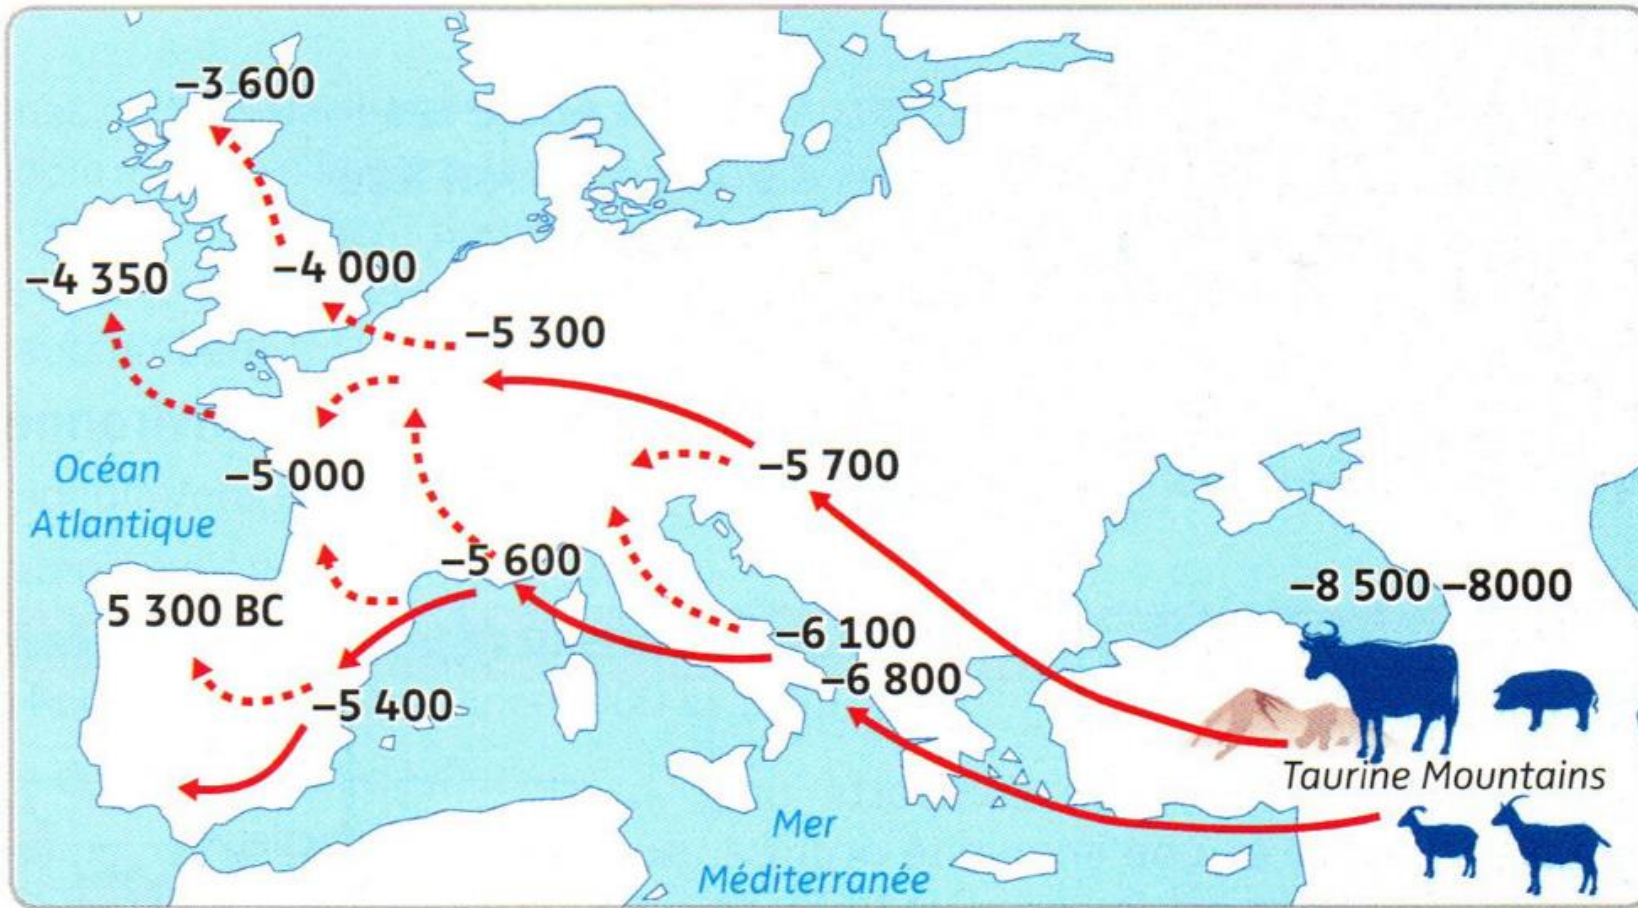 –3 600
–4 350
–4 000
–5 300
Océan
Atlantique
–5 000
–5 700
–5 600
5 300 BC
–8 500 –8000
–6 100
–6 800
–5 400
Taurine Mountains
Mer
Méditerranée